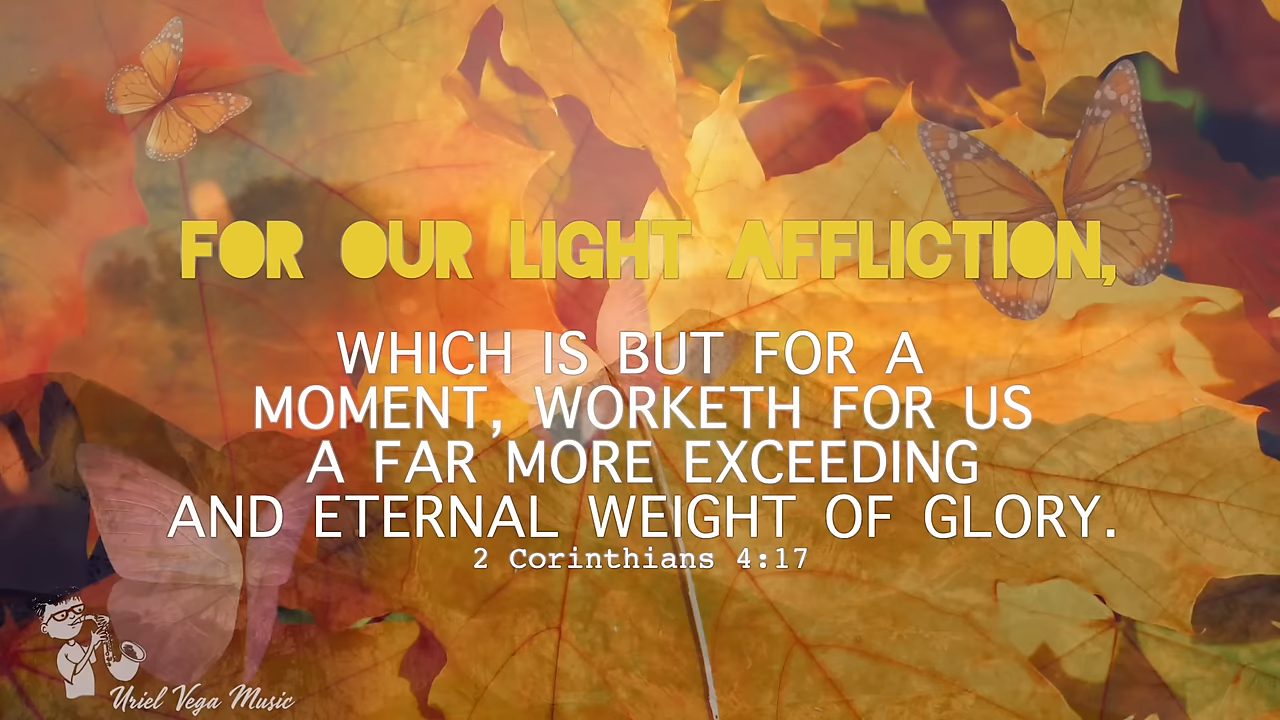 FOR OUR LIGHT AFFLICTION,
WHICH IS BUT FOR A
MOMENT, WORKETH FOR US
A FAR MORE EXCEEDING
AND ETERNAL WEIGHT OF GLORY.
2 Corinthians 4:17
Uriel Vega Music